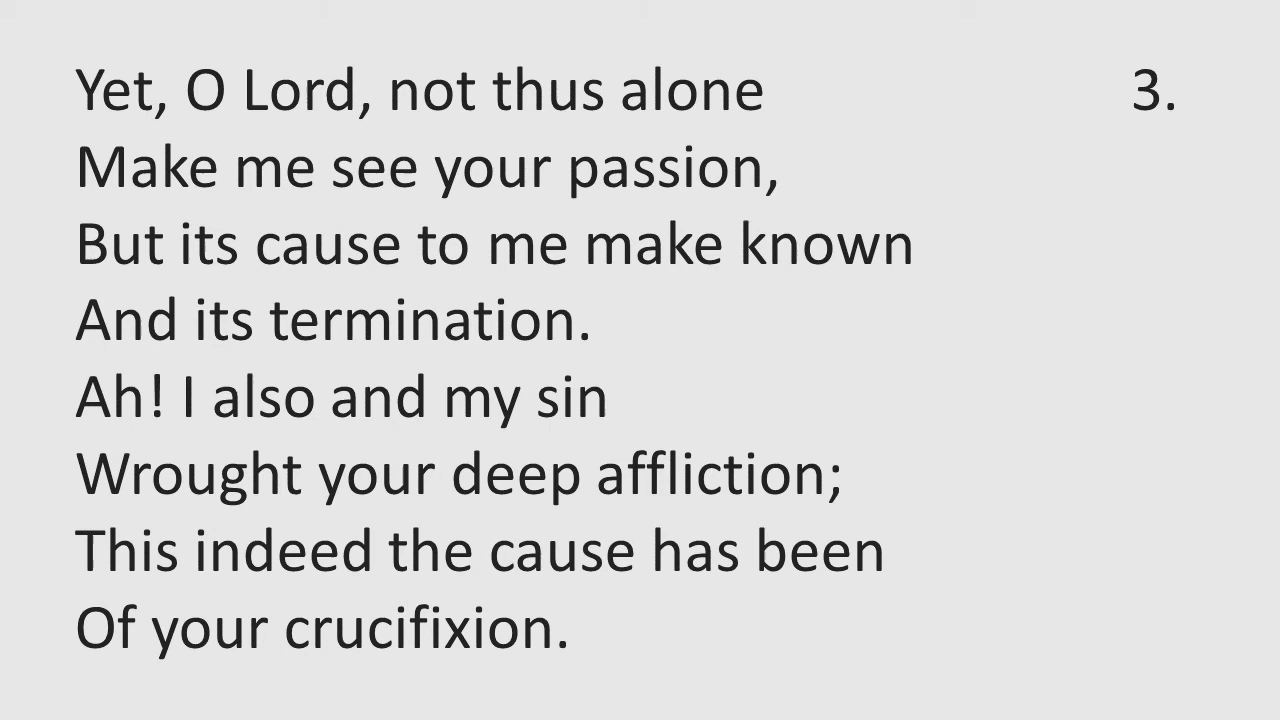 Yet, O Lord, not thus alone 3.
Make me see your passion,
But its cause to me make known
And its termination.
Ah! I also and my sin
Wrought your deep affliction;
This indeed the cause has been
Of your crucifixion.